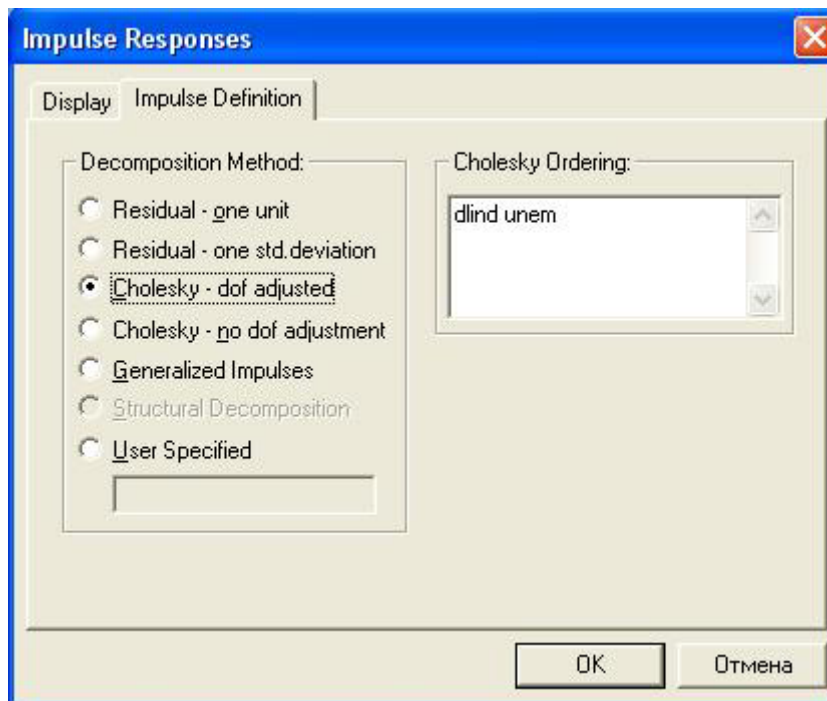 Impulse Responses
Display
Impulse Definition
Decomposition Method:
Residual - one unit
Residual - one std.deviation
Cholesky - dof adjusted
Cholesky - no dof adjustment
Generalized Impulses
Structural Decomposition
User Specified
Cholesky Ordering:
dlind unem
OK
Отмена